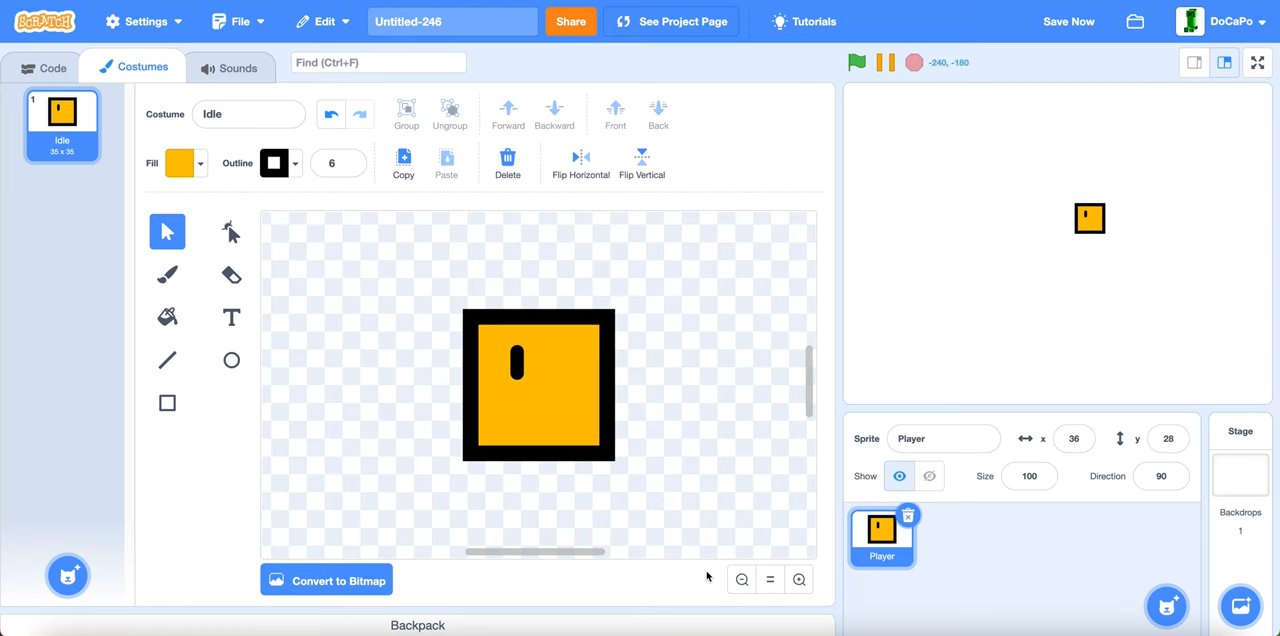 SCRATCH Settings File Edit Untitled-246 Share See Project Page Tutorials Save Now DoCaPo
Code Costumes Sounds Find (Ctrl+F) -240, -180
1
Idle
35 x 35
Costume Idle Group Ungroup Forward Backward Front Back
Fill Outline 6 Copy Paste Delete Flip Horizontal Flip Vertical
T
Convert to Bitmap
Backpack
Sprite Player x 36 y 28
Show Size 100 Direction 90
Player
Stage
Backdrops
1